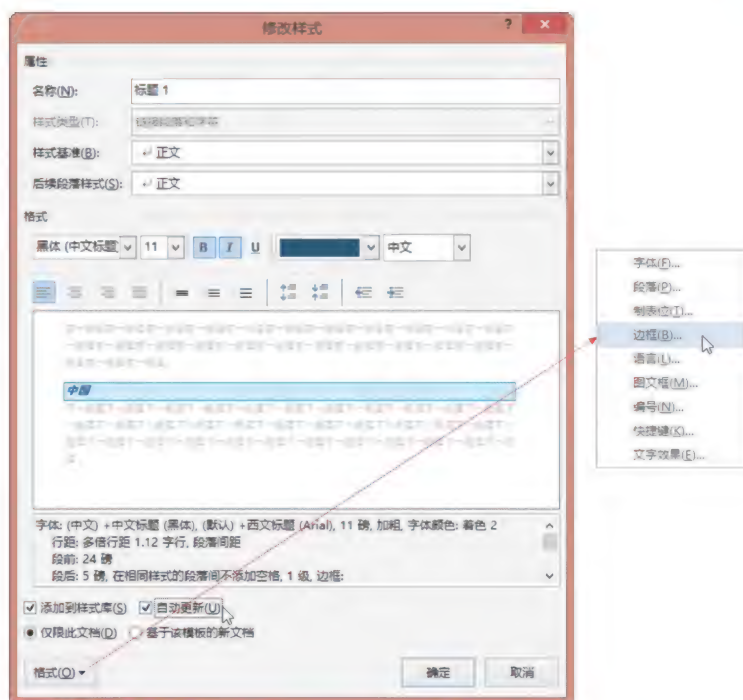 修改样式
?
×
属性
名称(N): 标题 1
样式类型(T): 链接段落和字符
样式基准(B): 正文
后续段落样式(S): 正文
格式
黑体 (中文标题 11 B I U 中文
中国
字体: (中文) +中文标题 (黑体), (默认) +西文标题 (Arial), 11 磅, 加粗, 字体颜色: 着色 2
行距: 多倍行距 1.12 字行, 段落间距
段前: 24 磅
段后: 5 磅, 在相同样式的段落间不添加空格, 1 级, 边框:
添加到样式库(S) 自动更新(U)
仅限此文档(D) 基于该模板的新文档
格式(O) 确定 取消
字体(F)...
段落(P)...
制表位(T)...
边框(B)...
语言(L)...
图文框(M)...
编号(N)...
快捷键(K)...
文字效果(E)...